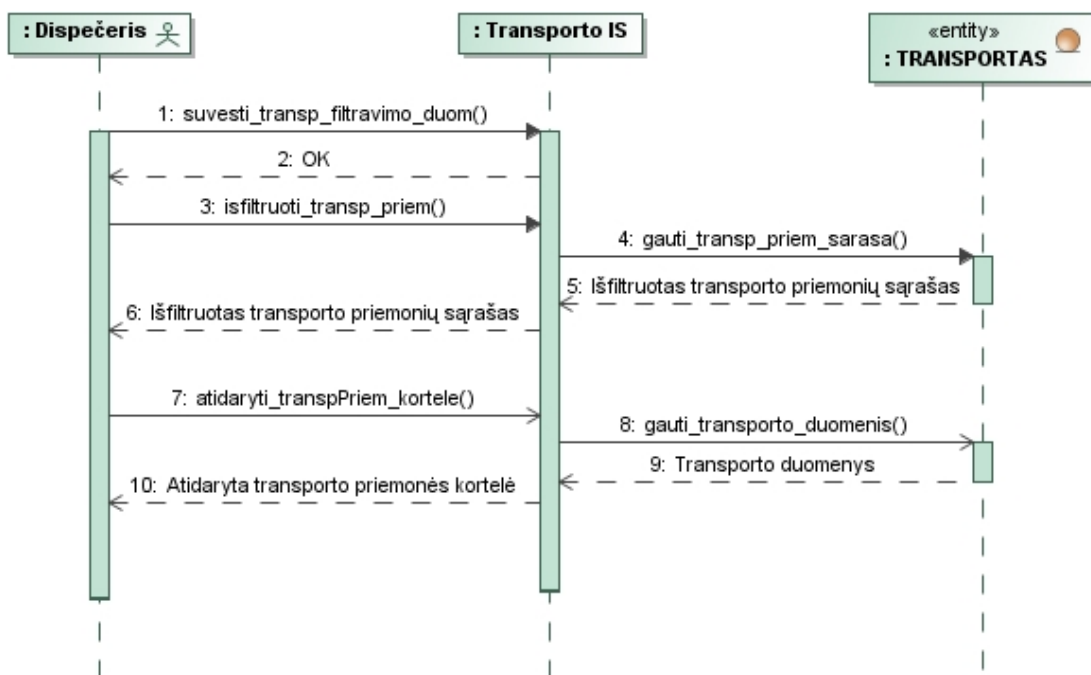 : Dispečeris
: Transporto IS
«entity»
: TRANSPORTAS
1: suvesti_transp_filtravimo_duom()
2: OK
3: isfiltruoti_transp_priem()
4: gauti_transp_priem_sarasa()
5: Išfiltruotas transporto priemonių sąrašas
6: Išfiltruotas transporto priemonių sąrašas
7: atidaryti_transpPriem_kortele()
8: gauti_transporto_duomenis()
9: Transporto duomenys
10: Atidaryta transporto priemonės kortelė